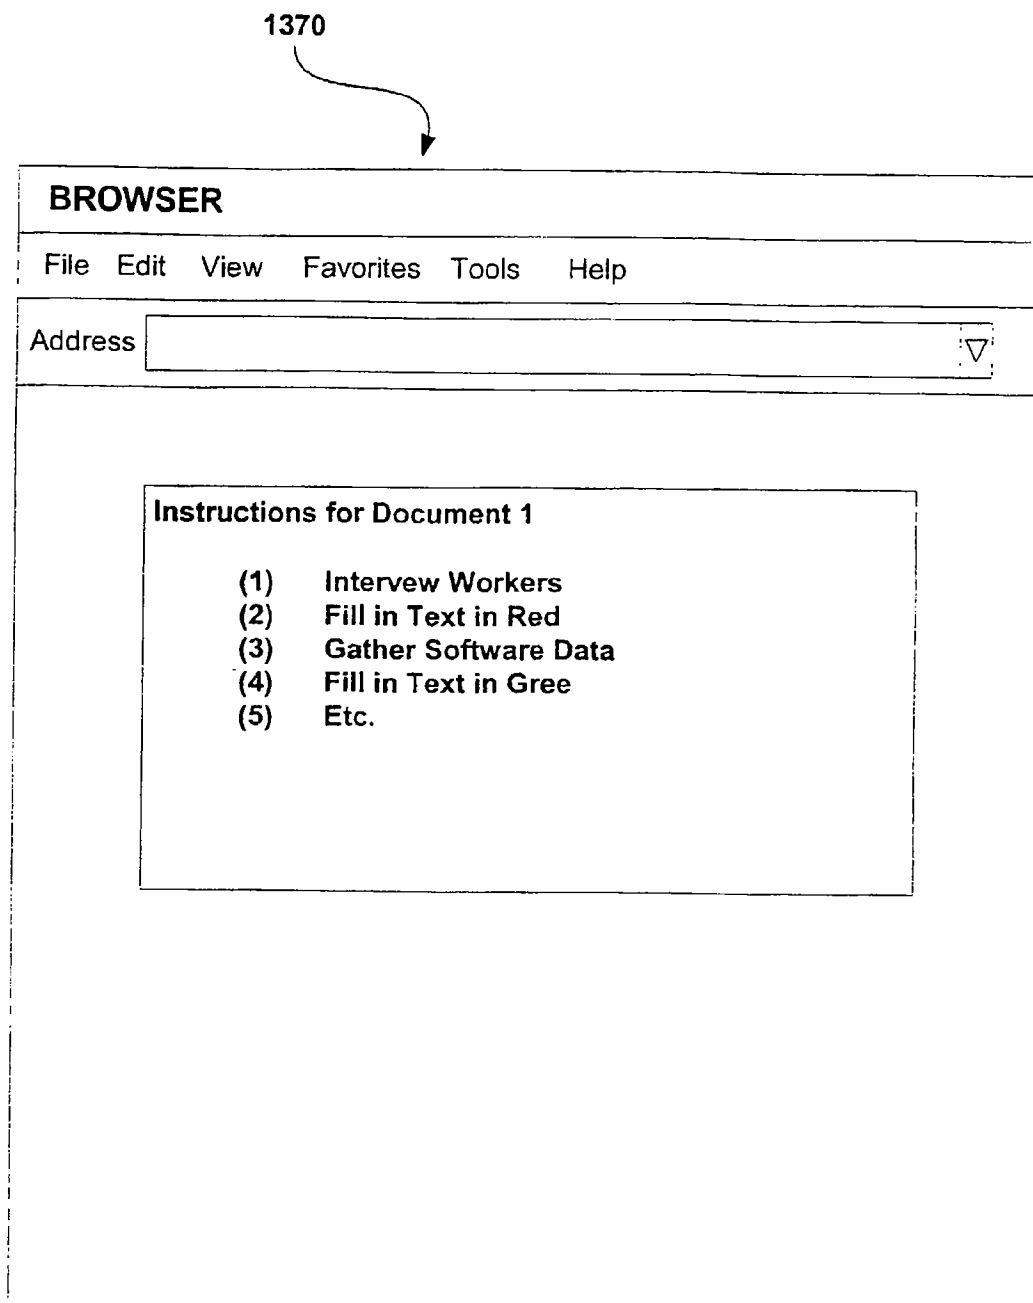 1370
BROWSER
File Edit View Favorites Tools Help
Address
Instructions for Document 1
(1) Intervew Workers
(2) Fill in Text in Red
(3) Gather Software Data
(4) Fill in Text in Gree
(5) Etc.